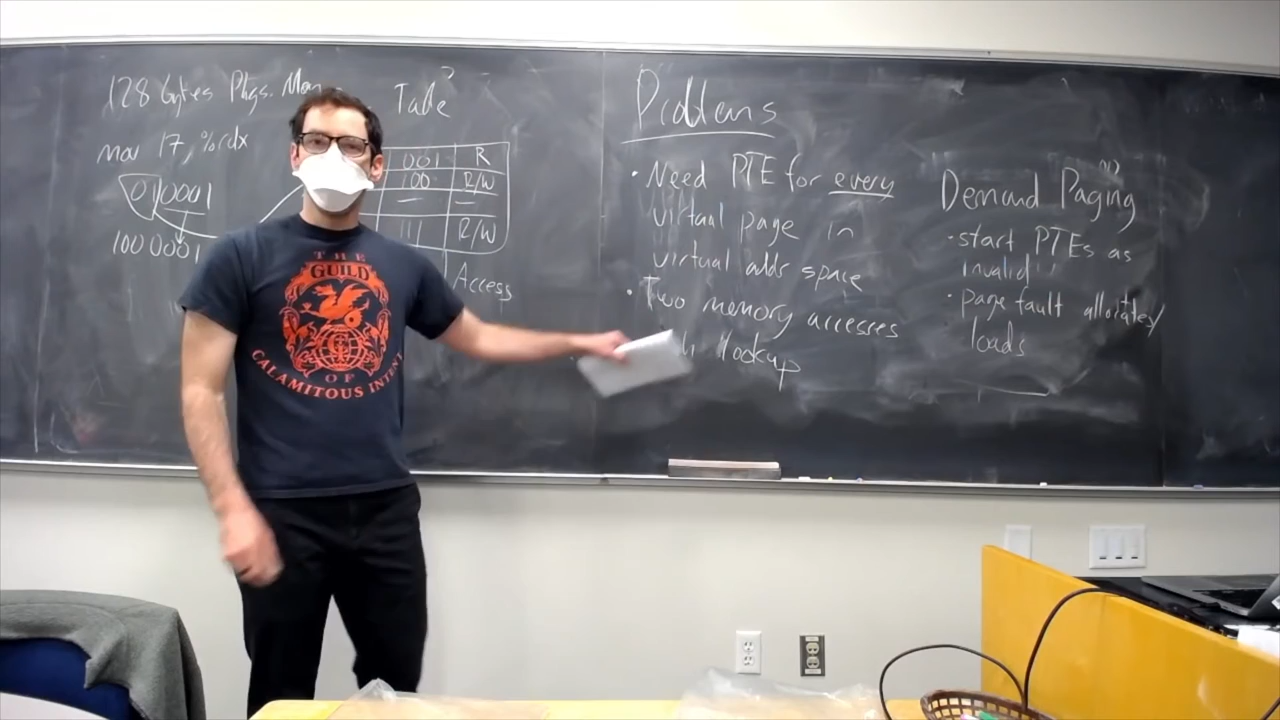 128 bytes Phys. Mem
Table
mov 17, %rdx
010001
1000001
001 R
100 R/W
— —
111 R/W
Access
Problems
• Need PTE for every
virtual page in
virtual addr space
• Two memory accesses
lookup
Demand Paging
• start PTEs as
invalid
• page fault allocates/
loads
THE
GUILD
OF
CALAMITOUS INTENT